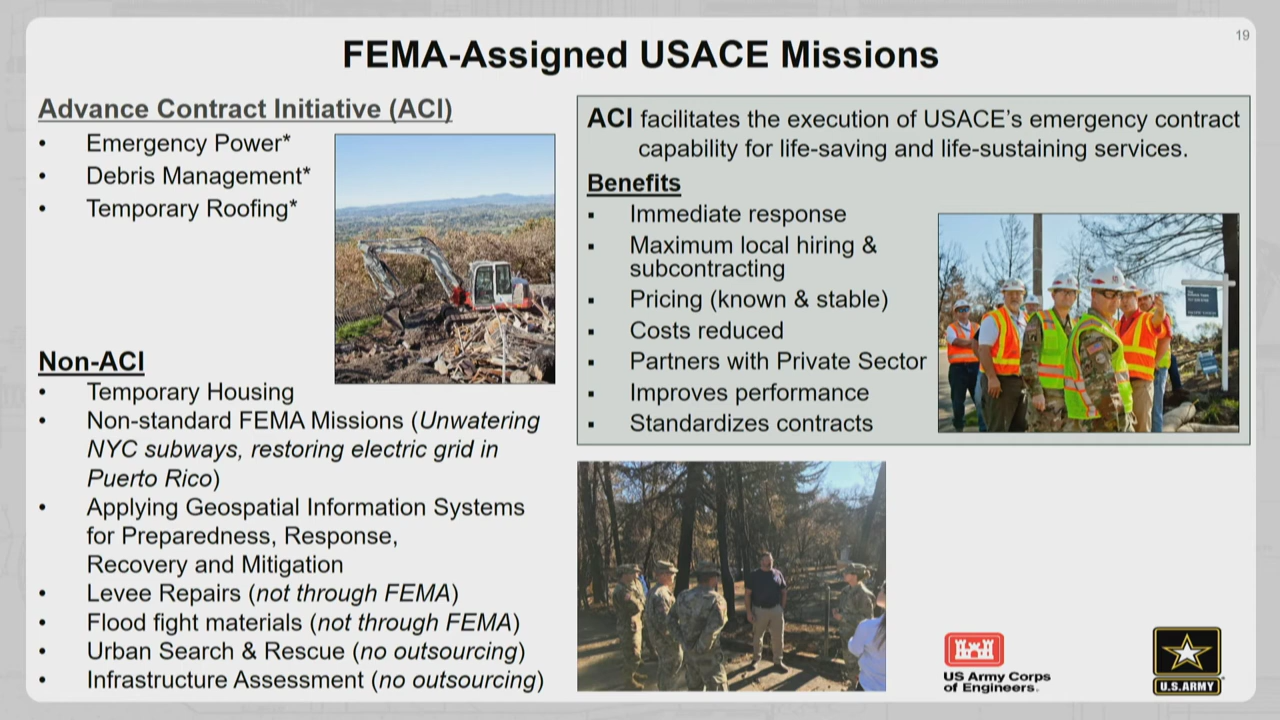 19
FEMA-Assigned USACE Missions
Advance Contract Initiative (ACI)
• Emergency Power*
• Debris Management*
• Temporary Roofing*
Non-ACI
• Temporary Housing
• Non-standard FEMA Missions (Unwatering
NYC subways, restoring electric grid in
Puerto Rico)
• Applying Geospatial Information Systems
for Preparedness, Response,
Recovery and Mitigation
• Levee Repairs (not through FEMA)
• Flood fight materials (not through FEMA)
• Urban Search & Rescue (no outsourcing)
• Infrastructure Assessment (no outsourcing)
ACI facilitates the execution of USACE’s emergency contract
capability for life-saving and life-sustaining services.
Benefits
▪ Immediate response
▪ Maximum local hiring &
subcontracting
▪ Pricing (known & stable)
▪ Costs reduced
▪ Partners with Private Sector
▪ Improves performance
▪ Standardizes contracts
US Army Corps
of Engineers.
U.S.ARMY